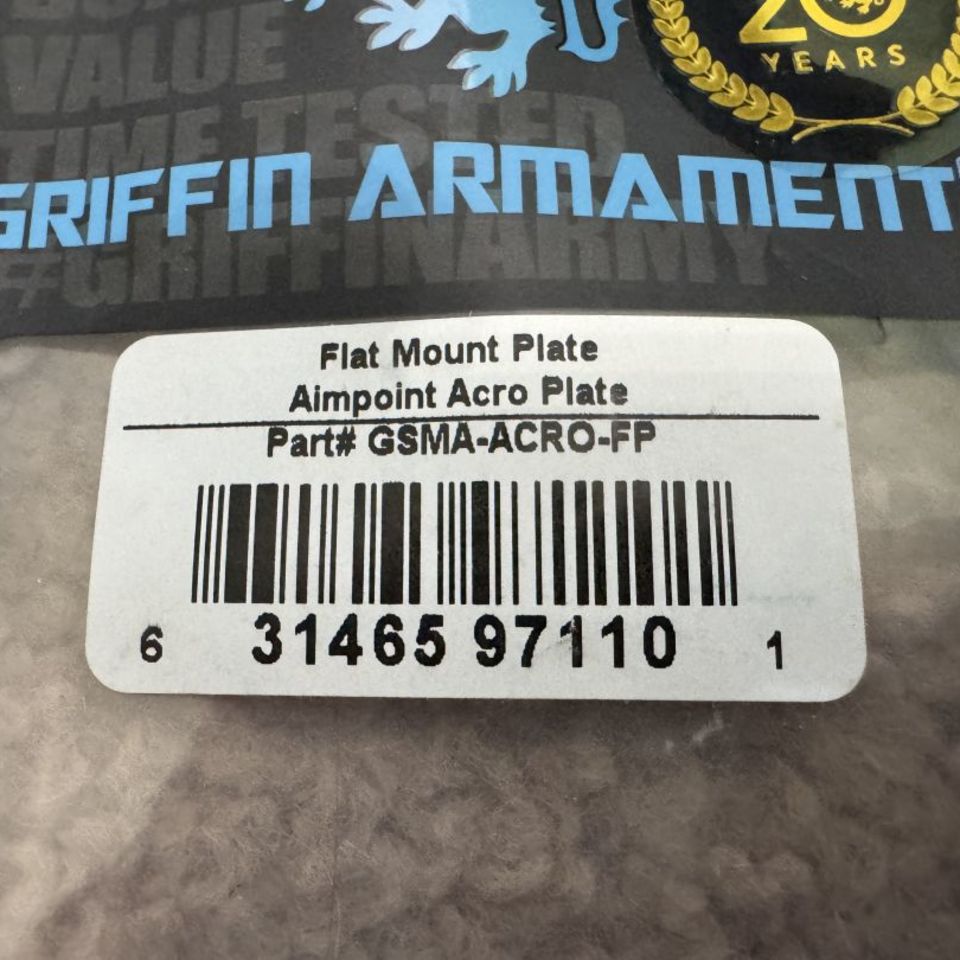 VALUE
20
YEARS
TIME TESTED
GRIFFIN ARMAMENT
#GRIFFINARMY
Flat Mount Plate
Aimpoint Acro Plate
Part# GSMA-ACRO-FP
6 31465 97110 1